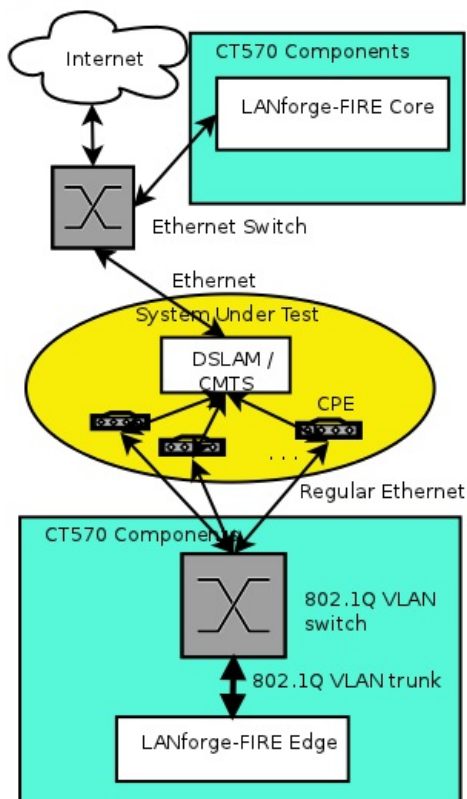 Internet
CT570 Components
LANforge-FIRE Core
Ethernet Switch
Ethernet
System Under Test
DSLAM /
CMTS
CPE
. . .
Regular Ethernet
CT570 Components
802.1Q VLAN
switch
802.1Q VLAN trunk
LANforge-FIRE Edge